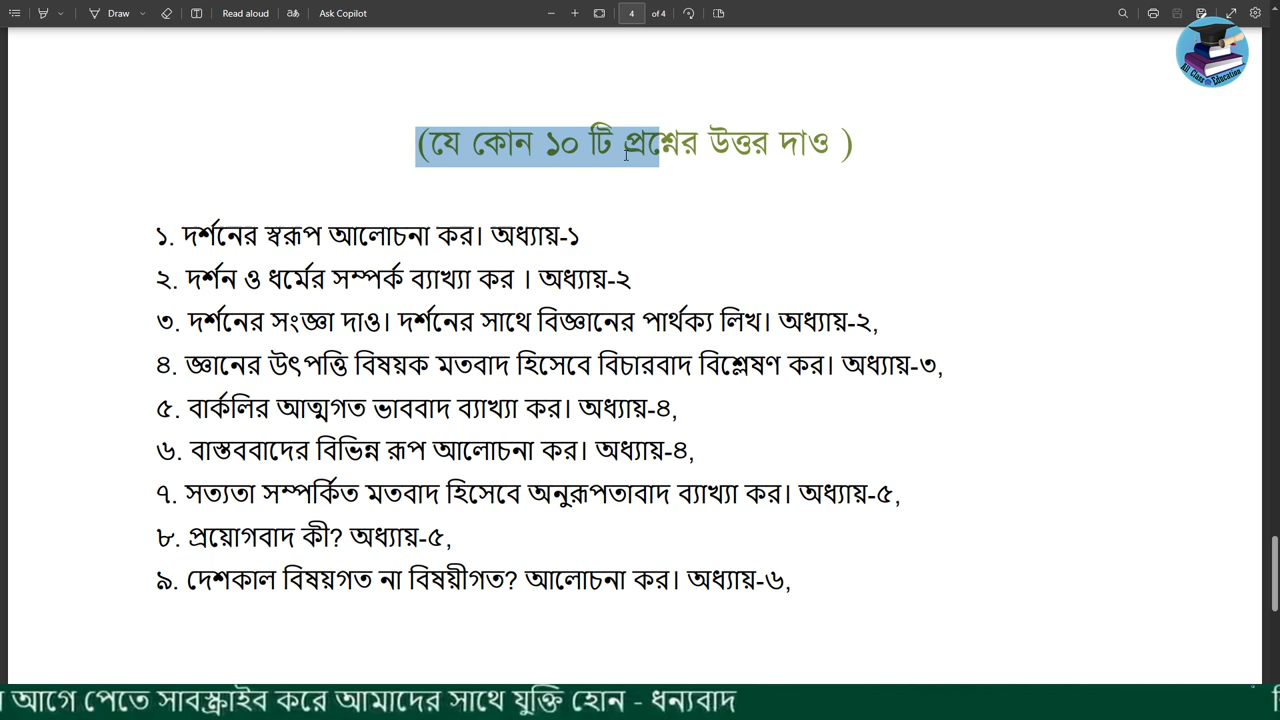 Draw
Read aloud
Ask Copilot
4 of 4
All Class Education
(যে কোন ১০ টি প্রশ্নের উত্তর দাও )
১. দর্শনের স্বরূপ আলোচনা কর। অধ্যায়-১
২. দর্শন ও ধর্মের সম্পর্ক ব্যাখ্যা কর । অধ্যায়-২
৩. দর্শনের সংজ্ঞা দাও। দর্শনের সাথে বিজ্ঞানের পার্থক্য লিখ। অধ্যায়-২,
৪. জ্ঞানের উৎপত্তি বিষয়ক মতবাদ হিসেবে বিচারবাদ বিশ্লেষণ কর। অধ্যায়-৩,
৫. বার্কলির আত্মগত ভাববাদ ব্যাখ্যা কর। অধ্যায়-৪,
৬. বাস্তববাদের বিভিন্ন রূপ আলোচনা কর। অধ্যায়-৪,
৭. সত্যতা সম্পর্কিত মতবাদ হিসেবে অনুরূপতাবাদ ব্যাখ্যা কর। অধ্যায়-৫,
৮. প্রয়োগবাদ কী? অধ্যায়-৫,
৯. দেশকাল বিষয়গত না বিষয়ীগত? আলোচনা কর। অধ্যায়-৬,
আগে পেতে সাবস্ক্রাইব করে আমাদের সাথে যুক্তি হোন - ধন্যবাদ